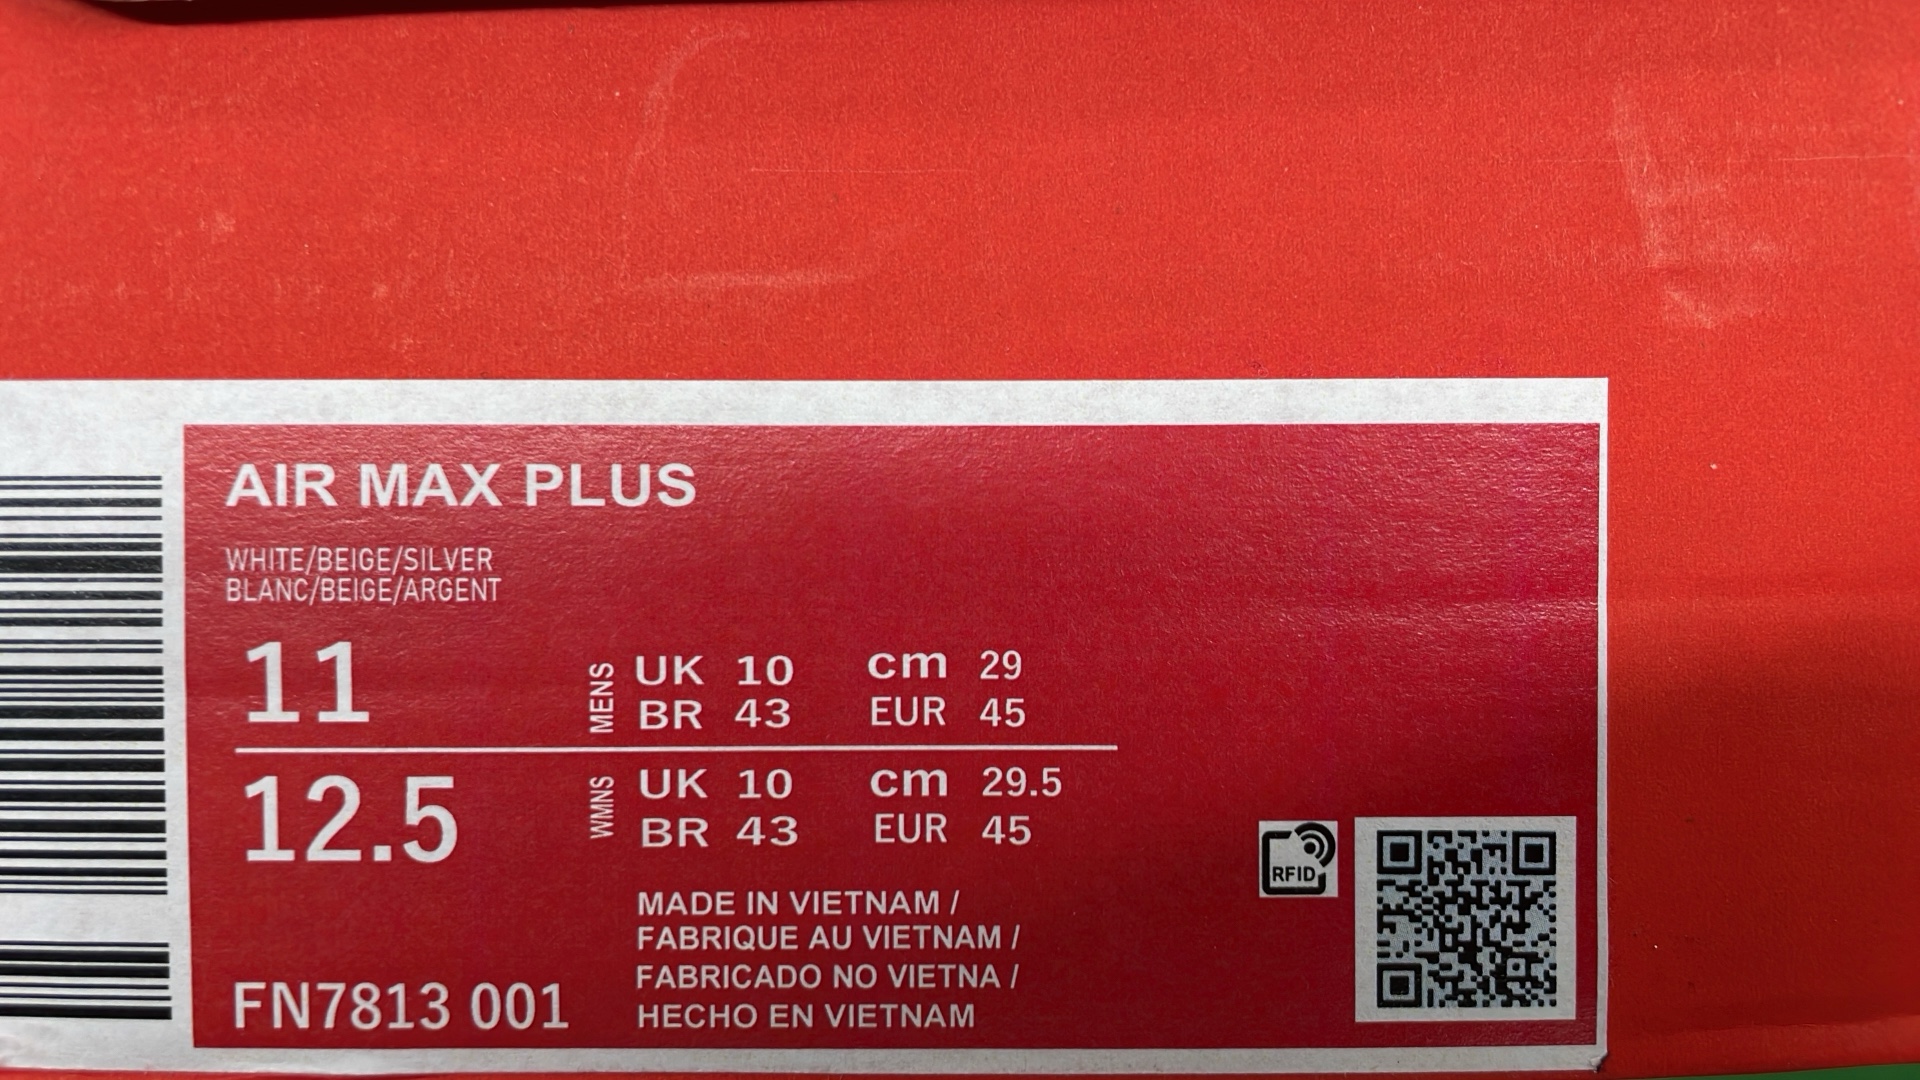 AIR MAX PLUS
WHITE/BEIGE/SILVER
BLANC/BEIGE/ARGENT
11
MENS
UK 10 cm 29
BR 43 EUR 45
12.5
WMNS
UK 10 cm 29.5
BR 43 EUR 45
MADE IN VIETNAM /
FABRIQUE AU VIETNAM /
FABRICADO NO VIETNA /
HECHO EN VIETNAM
FN7813 001
RFID